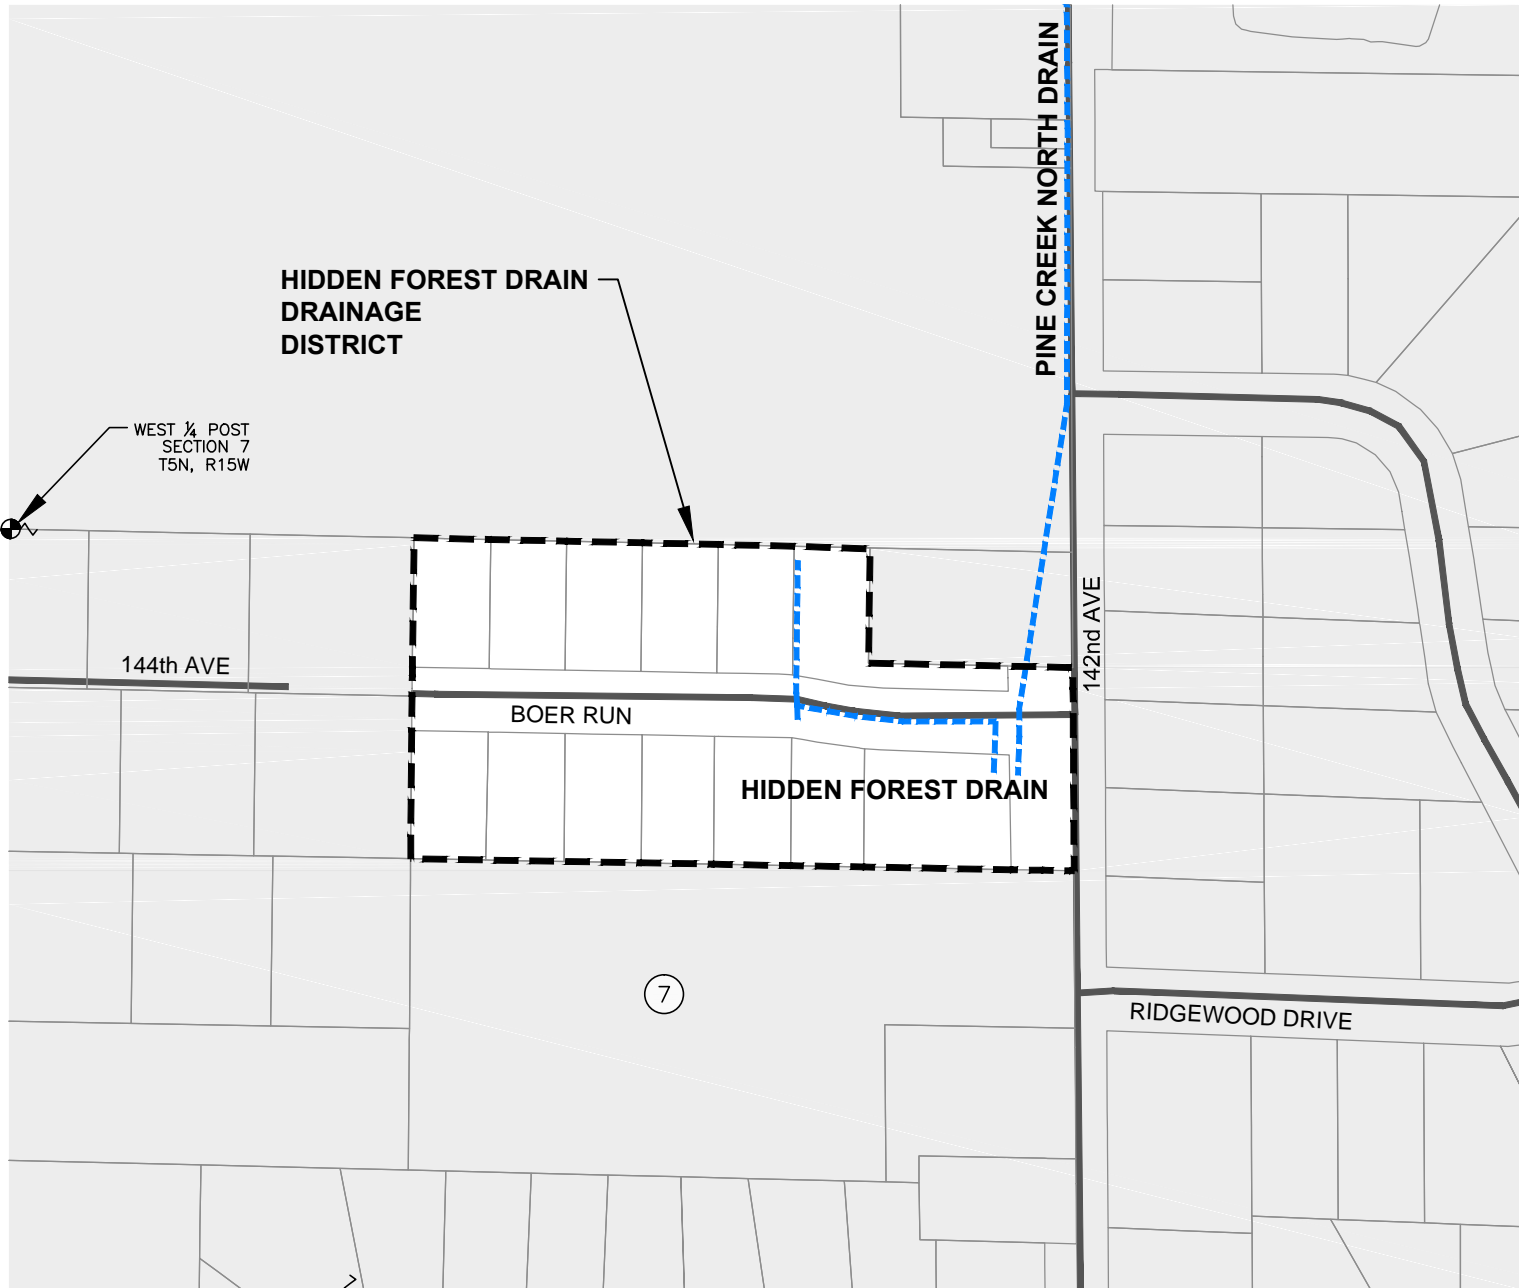 PINE CREEK NORTH DRAIN
HIDDEN FOREST DRAIN
DRAINAGE
DISTRICT
WEST ¼ POST
SECTION 7
T5N, R15W
142nd AVE
144th AVE
BOER RUN
HIDDEN FOREST DRAIN
7
RIDGEWOOD DRIVE